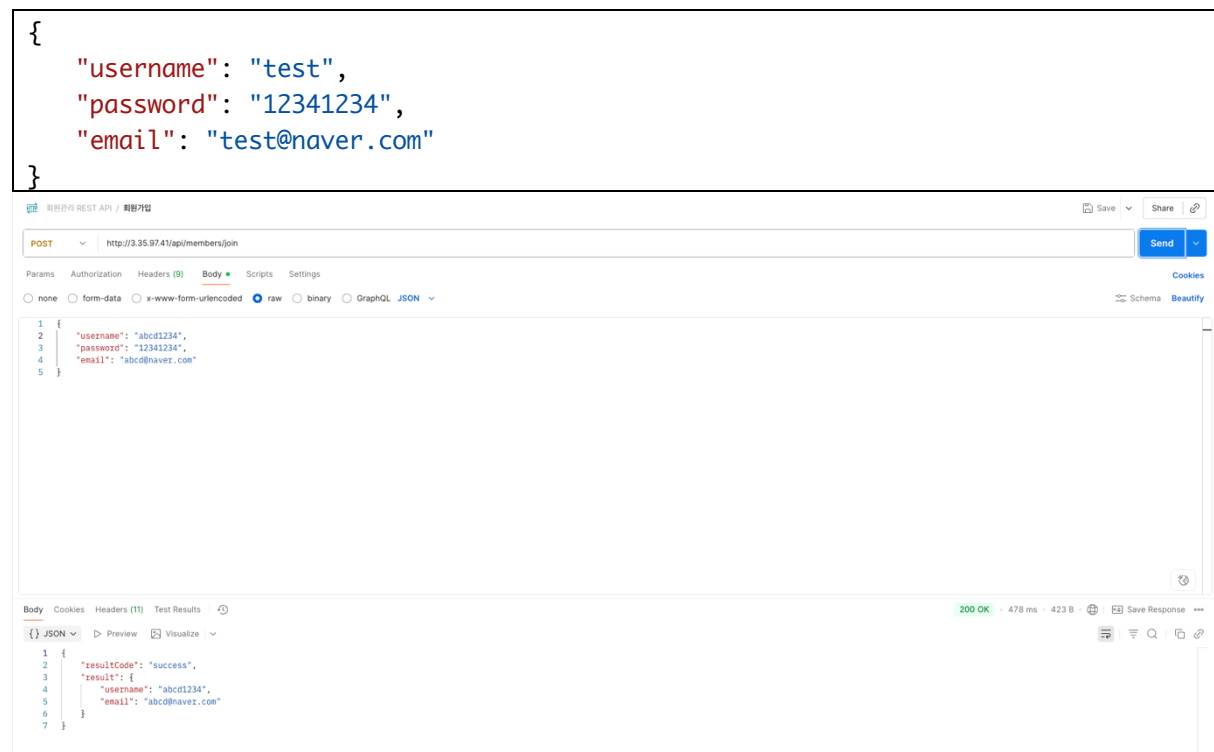 {
"username": "test",
"password": "12341234",
"email": "test@naver.com"
}
회원관리 REST API / 회원가입 Save Share
POST http://3.35.97.41/api/members/join Send
Params Authorization Headers (9) Body Scripts Settings Cookies
none form-data x-www-form-urlencoded raw binary GraphQL JSON Schema Beautify
1 {
2 "username": "abcd1234",
3 "password": "12341234",
4 "email": "abcd@naver.com"
5 }
Body Cookies Headers (11) Test Results 200 OK 478 ms 423 B Save Response
{} JSON Preview Visualize
1 {
2 "resultCode": "success",
3 "result": {
4 "username": "abcd1234",
5 "email": "abcd@naver.com"
6 }
7 }